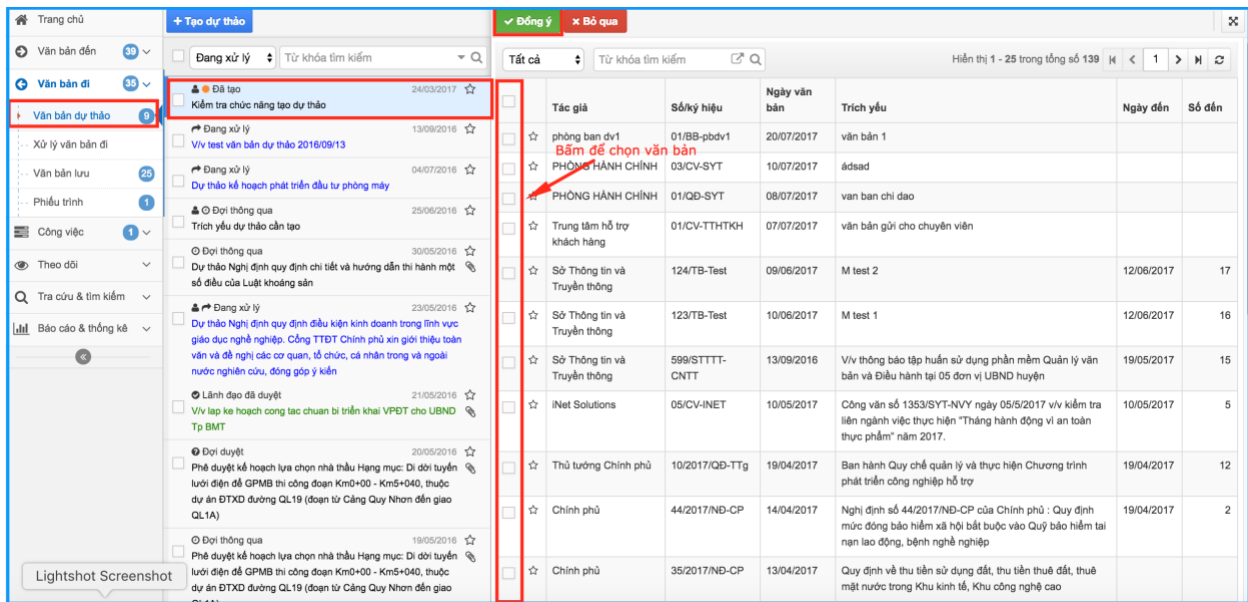 Trang chủ
Văn bản đến 39
Văn bản đi 35
Văn bản dự thảo 9
Xử lý văn bản đi
Văn bản lưu 25
Phiếu trình 1
Công việc 1
Theo dõi
Tra cứu & tìm kiếm
Báo cáo & thống kê
Lightshot Screenshot
+ Tạo dự thảo
Đang xử lý Từ khóa tìm kiếm
Đã tạo 24/03/2017
Kiểm tra chức năng tạo dự thảo
Đang xử lý 13/09/2016
V/v test văn bản dự thảo 2016/09/13
Đang xử lý 04/07/2016
Dự thảo kế hoạch phát triển đầu tư phòng máy
Đợi thông qua 25/06/2016
Trích yếu dự thảo cần tạo
Đợi thông qua 30/05/2016
Dự thảo Nghị định quy định chi tiết và hướng dẫn thi hành một
số điều của Luật khoáng sản
Đang xử lý 23/05/2016
Dự thảo Nghị định quy định điều kiện kinh doanh trong lĩnh vực
giáo dục nghề nghiệp. Cổng TTĐT Chính phủ xin giới thiệu toàn
văn và đề nghị các cơ quan, tổ chức, cá nhân trong và ngoài
nước nghiên cứu, đóng góp ý kiến
Lãnh đạo đã duyệt 21/05/2016
V/v lap ke hoạch cong tac chuan bi triển khai VPĐT cho UBND
Tp BMT
Đợi duyệt 20/05/2016
Phê duyệt kế hoạch lựa chọn nhà thầu Hạng mục: Di dời tuyến
lưới điện để GPMB thi công đoạn Km0+00 - Km5+040, thuộc
dự án ĐTXD đường QL19 (đoạn từ Cảng Quy Nhơn đến giao
QL1A)
Đợi thông qua 19/05/2016
Phê duyệt kế hoạch lựa chọn nhà thầu Hạng mục: Di dời tuyến
lưới điện để GPMB thi công đoạn Km0+00 - Km5+040, thuộc
dự án ĐTXD đường QL19 (đoạn từ Cảng Quy Nhơn đến giao
Đồng ý Bỏ qua
Tất cả Từ khóa tìm kiếm Hiển thị 1 - 25 trong tổng số 139 1
Tác giả Số/ký hiệu Ngày văn bản Trích yếu Ngày đến Số đến
phòng ban dv1 01/BB-pbdv1 20/07/2017 văn bản 1
Bấm để chọn văn bản
PHÒNG HÀNH CHÍNH 03/CV-SYT 10/07/2017 ádsad
PHÒNG HÀNH CHÍNH 01/QĐ-SYT 08/07/2017 van ban chi dao
Trung tâm hỗ trợ 01/CV-TTHTKH 07/07/2017 văn bản gửi cho chuyên viên
khách hàng
Sở Thông tin và 124/TB-Test 09/06/2017 M test 2 12/06/2017 17
Truyền thông
Sở Thông tin và 123/TB-Test 10/06/2017 M test 1 12/06/2017 16
Truyền thông
Sở Thông tin và 599/STTTT- 13/09/2016 V/v thông báo tập huấn sử dụng phần mềm Quản lý văn 19/05/2017 15
Truyền thông CNTT bản và Điều hành tại 05 đơn vị UBND huyện
iNet Solutions 05/CV-INET 10/05/2017 Công văn số 1353/SYT-NVY ngày 05/5/2017 v/v kiểm tra 10/05/2017 5
liên ngành việc thực hiện "Tháng hành động vì an toàn
thực phẩm" năm 2017.
Thủ tướng Chính phủ 10/2017/QĐ-TTg 19/04/2017 Ban hành Quy chế quản lý và thực hiện Chương trình 19/04/2017 12
phát triển công nghiệp hỗ trợ
Chính phủ 44/2017/NĐ-CP 14/04/2017 Nghị định số 44/2017/NĐ-CP của Chính phủ : Quy định 19/04/2017 2
mức đóng bảo hiểm xã hội bắt buộc vào Quỹ bảo hiểm tai
nạn lao động, bệnh nghề nghiệp
Chính phủ 35/2017/NĐ-CP 13/04/2017 Quy định về thu tiền sử dụng đất, thu tiền thuê đất, thuê
mặt nước trong Khu kinh tế, Khu công nghệ cao